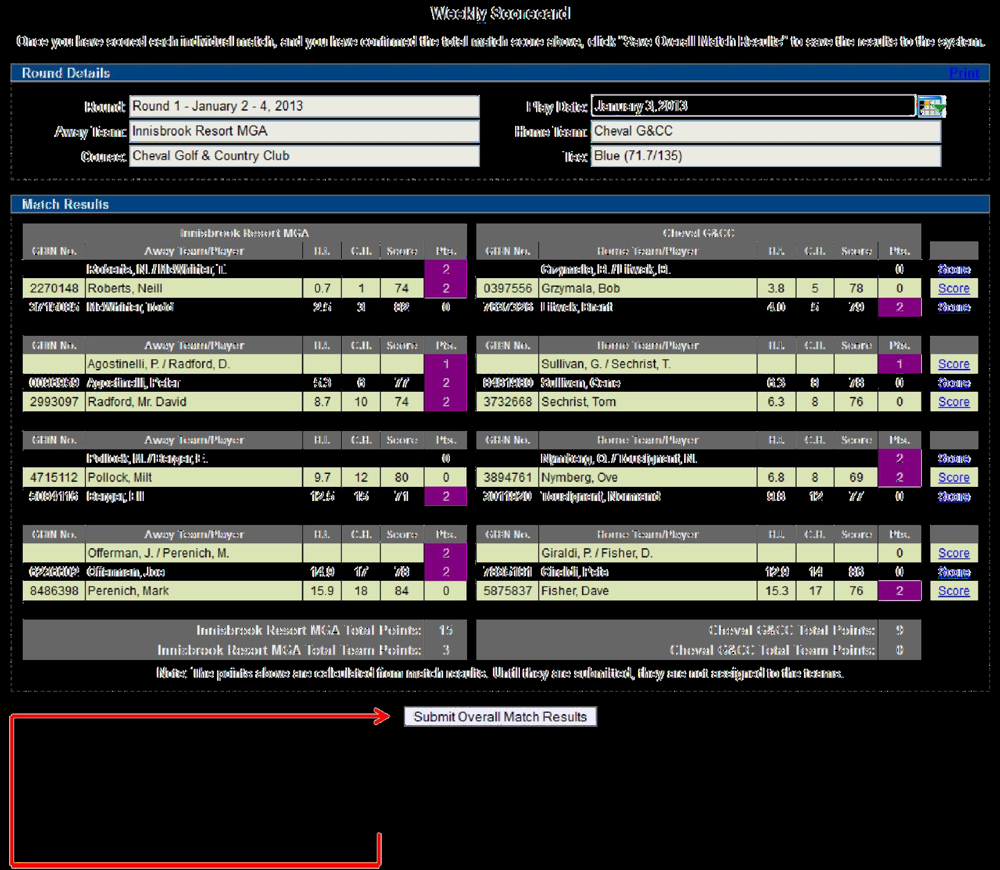 Weekly Scorecard
Once you have scored each individual match, and you have confirmed the total match score above, click "Save Overall Match Results" to save the results to the system.
Round Details Print
Round: Round 1 - January 2 - 4, 2013 Play Date: January 3, 2013
Away Team: Innisbrook Resort MGA Home Team: Cheval G&CC
Course: Cheval Golf & Country Club Tee: Blue (71.7/135)
Match Results
Innisbrook Resort MGA Cheval G&CC
GHIN No. Away Team/Player H.I. C.H. Score Pts. GHIN No. Home Team/Player H.I. C.H. Score Pts.
Roberts, N. / McWhirter, T. 2 Grzymala, B. / Litwak, B. 0 Score
2270148 Roberts, Neill 0.7 1 74 2 0397556 Grzymala, Bob 3.8 5 78 0 Score
3715085 McWhirter, Todd 2.5 3 82 0 7637326 Litwak, Brent 4.0 5 79 2 Score
GHIN No. Away Team/Player H.I. C.H. Score Pts. GHIN No. Home Team/Player H.I. C.H. Score Pts.
Agostinelli, P. / Radford, D. 1 Sullivan, G. / Sechrist, T. 1 Score
0096959 Agostinelli, Peter 5.3 6 77 2 8481980 Sullivan, Gene 6.3 8 78 0 Score
2993097 Radford, Mr. David 8.7 10 74 2 3732668 Sechrist, Tom 6.3 8 76 0 Score
GHIN No. Away Team/Player H.I. C.H. Score Pts. GHIN No. Home Team/Player H.I. C.H. Score Pts.
Pollock, M. / Berger, E. 0 Nymberg, O. / Tousignant, N. 2 Score
4715112 Pollock, Milt 9.7 12 80 0 3894761 Nymberg, Ove 6.8 8 69 2 Score
5084116 Berger, Eli 12.5 15 71 2 3011920 Tousignant, Normand 9.8 12 77 0 Score
GHIN No. Away Team/Player H.I. C.H. Score Pts. GHIN No. Home Team/Player H.I. C.H. Score Pts.
Offerman, J. / Perenich, M. 2 Giraldi, P. / Fisher, D. 0 Score
6236602 Offerman, Joe 14.9 17 78 2 7835181 Giraldi, Pete 12.9 14 86 0 Score
8486398 Perenich, Mark 15.9 18 84 0 5875837 Fisher, Dave 15.3 17 76 2 Score
Innisbrook Resort MGA Total Points: 15 Cheval G&CC Total Points: 9
Innisbrook Resort MGA Total Team Points: 3 Cheval G&CC Total Team Points: 0
Note: The points above are calculated from match results. Until they are submitted, they are not assigned to the teams.
Submit Overall Match Results